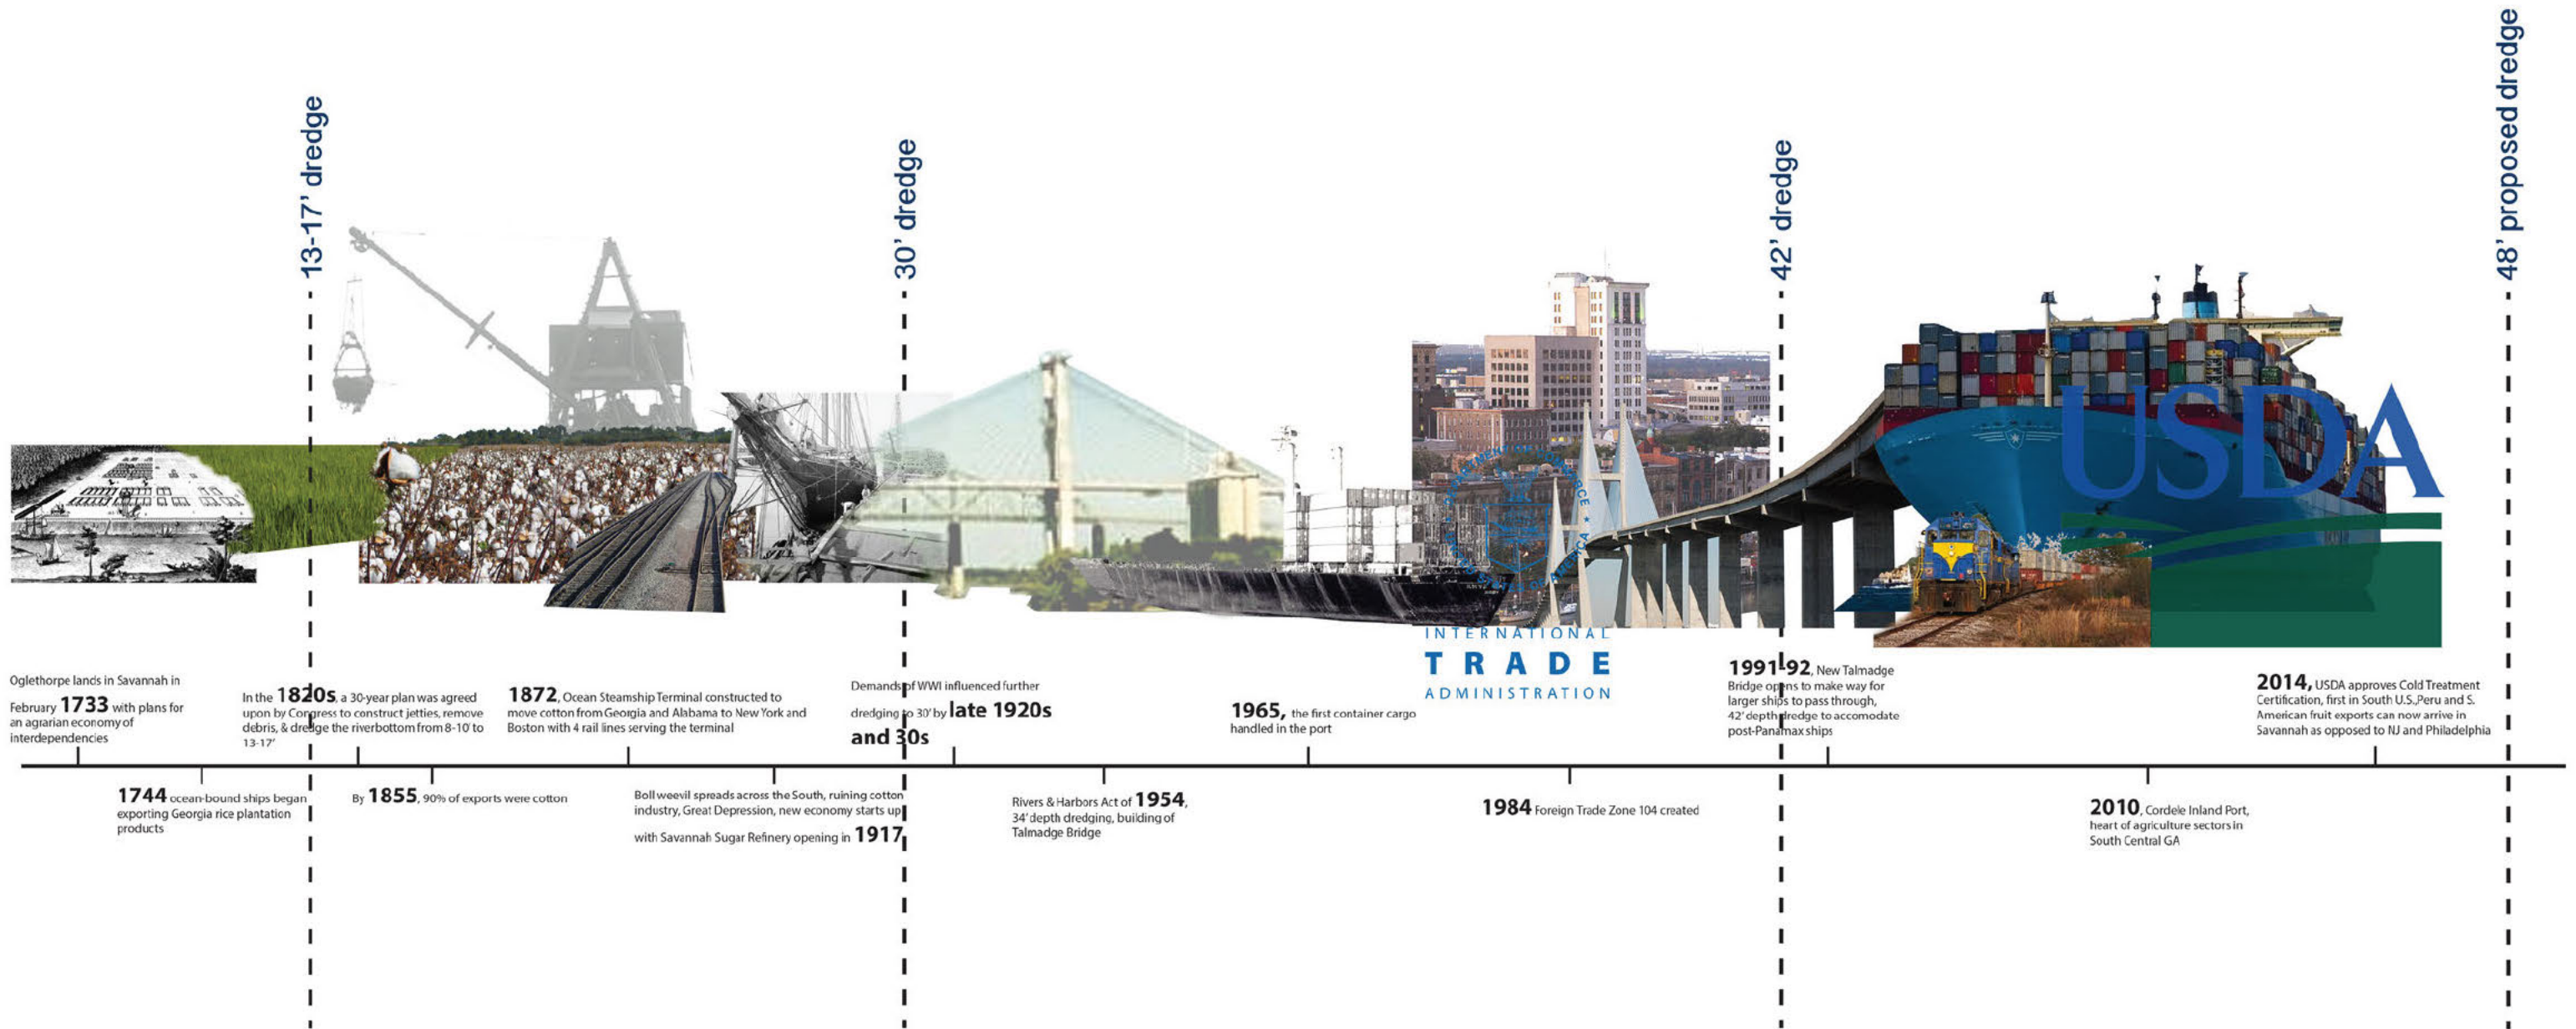 13-17' dredge
30' dredge
42' dredge
48' proposed dredge
USDA
DEPARTMENT OF COMMERCE
UNITED STATES OF AMERICA
INTERNATIONAL
TRADE
ADMINISTRATION
Oglethorpe lands in Savannah in
February 1733 with plans for
an agrarian economy of
interdependencies
In the 1820s, a 30-year plan was agreed
upon by Congress to construct jetties, remove
debris, & dredge the riverbottom from 8-10' to
13-17'
1872, Ocean Steamship Terminal constructed to
move cotton from Georgia and Alabama to New York and
Boston with 4 rail lines serving the terminal
Demands of WWI influenced further
dredging to 30' by late 1920s
and 30s
1965, the first container cargo
handled in the port
1991-92, New Talmadge
Bridge opens to make way for
larger ships to pass through,
42' depth dredge to accomodate
post-Panamax ships
2014, USDA approves Cold Treatment
Certification, first in South U.S.,Peru and S.
American fruit exports can now arrive in
Savannah as opposed to NJ and Philadelphia
1744 ocean-bound ships began
exporting Georgia rice plantation
products
By 1855, 90% of exports were cotton
Boll weevil spreads across the South, ruining cotton
industry, Great Depression, new economy starts up
with Savannah Sugar Refinery opening in 1917
Rivers & Harbors Act of 1954,
34' depth dredging, building of
Talmadge Bridge
1984 Foreign Trade Zone 104 created
2010, Cordele Inland Port,
heart of agriculture sectors in
South Central GA